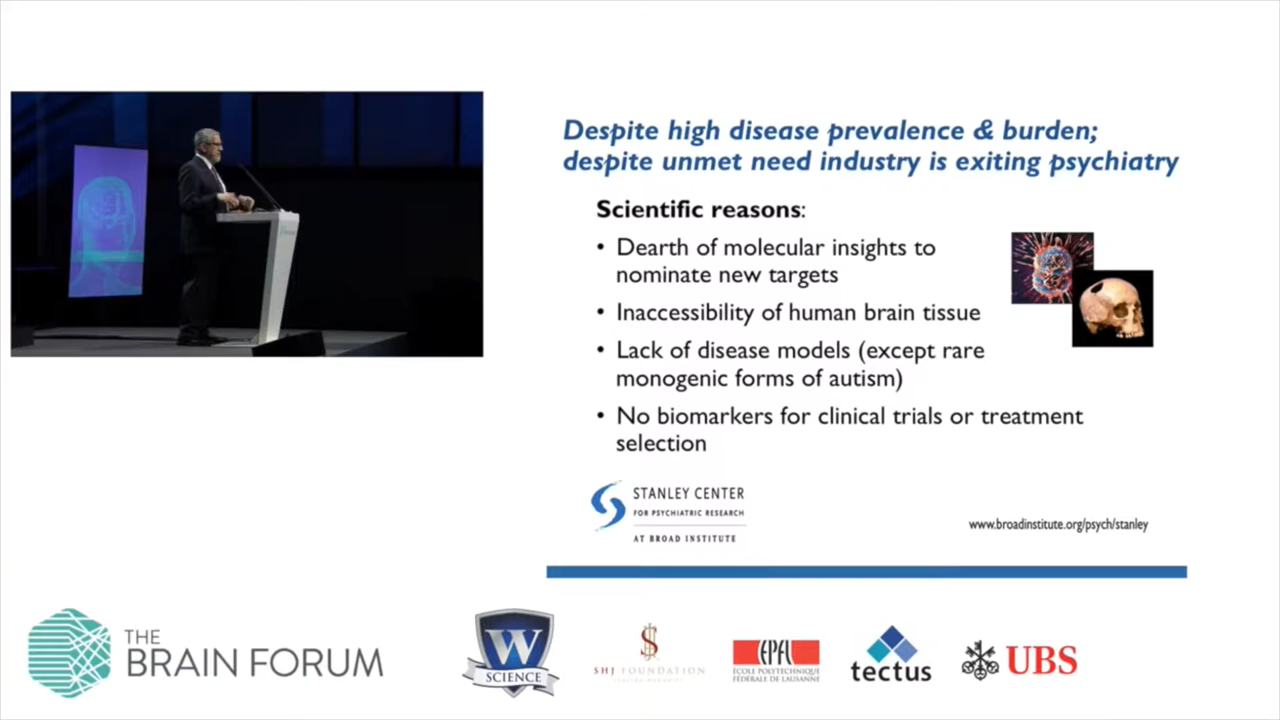 Despite high disease prevalence & burden;
despite unmet need industry is exiting psychiatry
Scientific reasons:
• Dearth of molecular insights to
nominate new targets
• Inaccessibility of human brain tissue
• Lack of disease models (except rare
monogenic forms of autism)
• No biomarkers for clinical trials or treatment
selection
STANLEY CENTER
FOR PSYCHIATRIC RESEARCH
AT BROAD INSTITUTE
www.broadinstitute.org/psych/stanley
THE
BRAIN FORUM
W
SCIENCE
SHJ FOUNDATION
EPFL
ÉCOLE POLYTECHNIQUE
FÉDÉRALE DE LAUSANNE
tectus
UBS